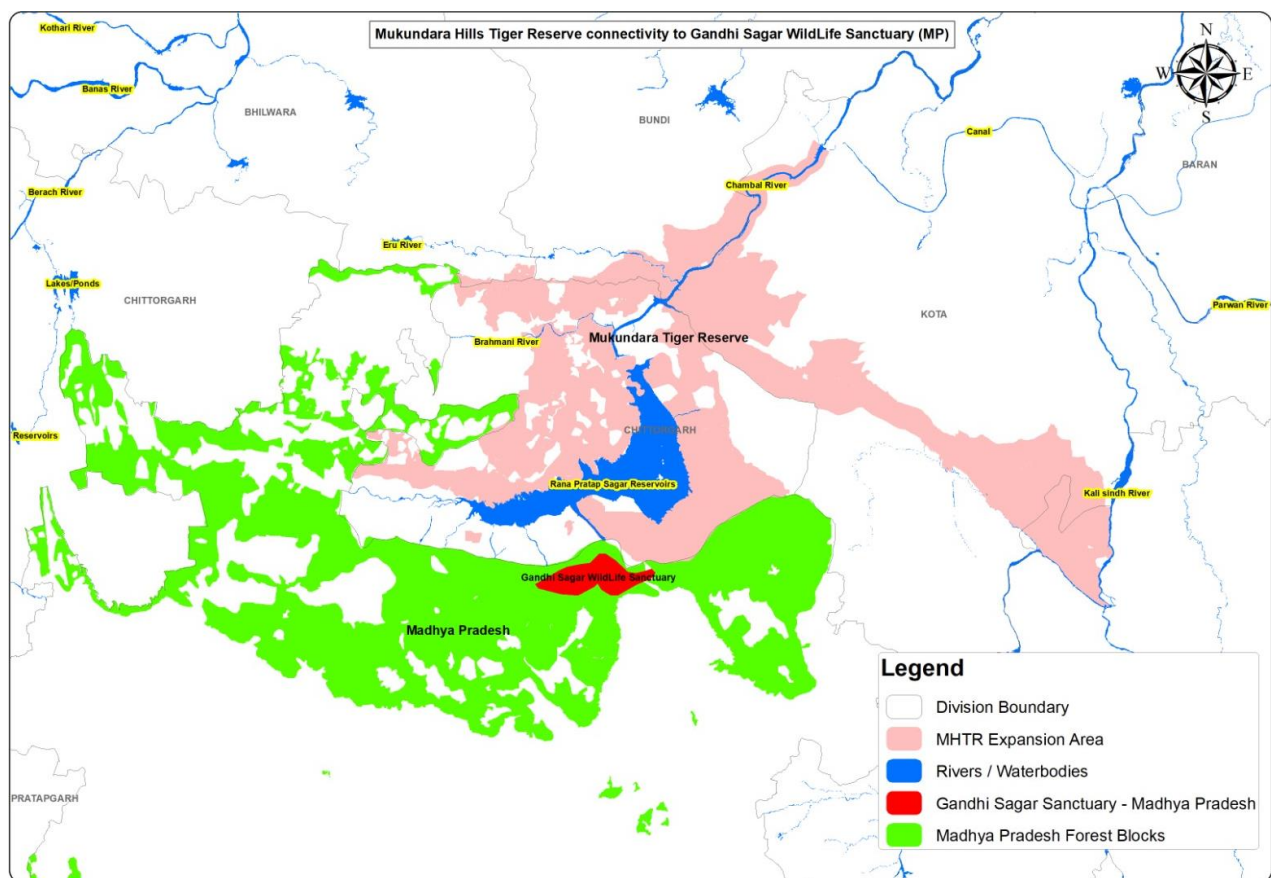 Mukundara Hills Tiger Reserve connectivity to Gandhi Sagar WildLife Sanctuary (MP)
N
W
E
S
Kothari River
Banas River
BHILWARA
BUNDI
Canal
BARAN
Berach River
Chambal River
Eru River
Lakes/Ponds
CHITTORGARH
Parwan River
KOTA
Brahmani River
Mukundara Tiger Reserve
Reservoirs
CHITTORGARH
Rana Pratap Sagar Reservoirs
Kali sindh River
Gandhi Sagar WildLife Sanctuary
Madhya Pradesh
PRATAPGARH
Legend
Division Boundary
MHTR Expansion Area
Rivers / Waterbodies
Gandhi Sagar Sanctuary - Madhya Pradesh
Madhya Pradesh Forest Blocks